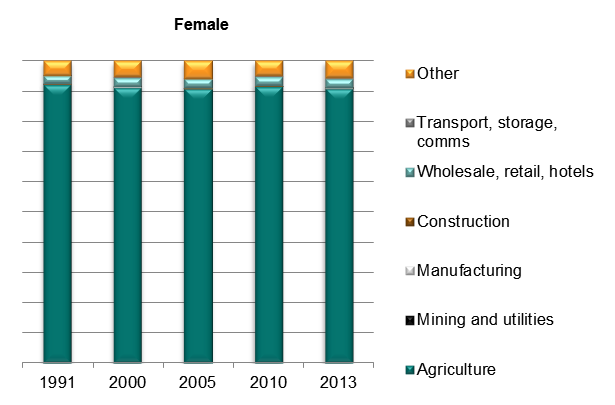 Female
Other
Transport, storage,
comms
Wholesale, retail, hotels
Construction
Manufacturing
Mining and utilities
Agriculture
1991 2000 2005 2010 2013